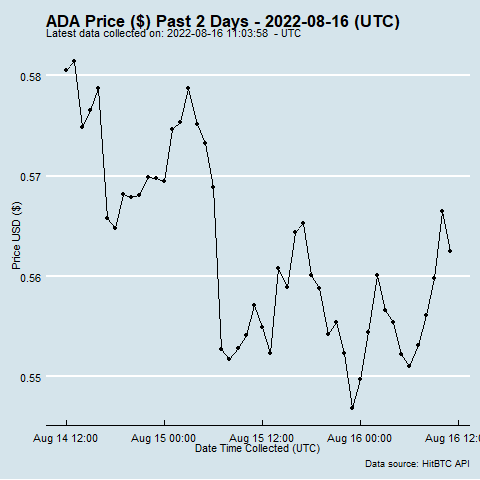 ADA Price ($) Past 2 Days - 2022-08-16 (UTC)
Latest data collected on: 2022-08-16 11:03:58 - UTC
0.58
0.57
Price USD ($)
0.56
0.55
Aug 14 12:00 Aug 15 00:00 Aug 15 12:00 Aug 16 00:00 Aug 16 12:0
Date Time Collected (UTC)
Data source: HitBTC API